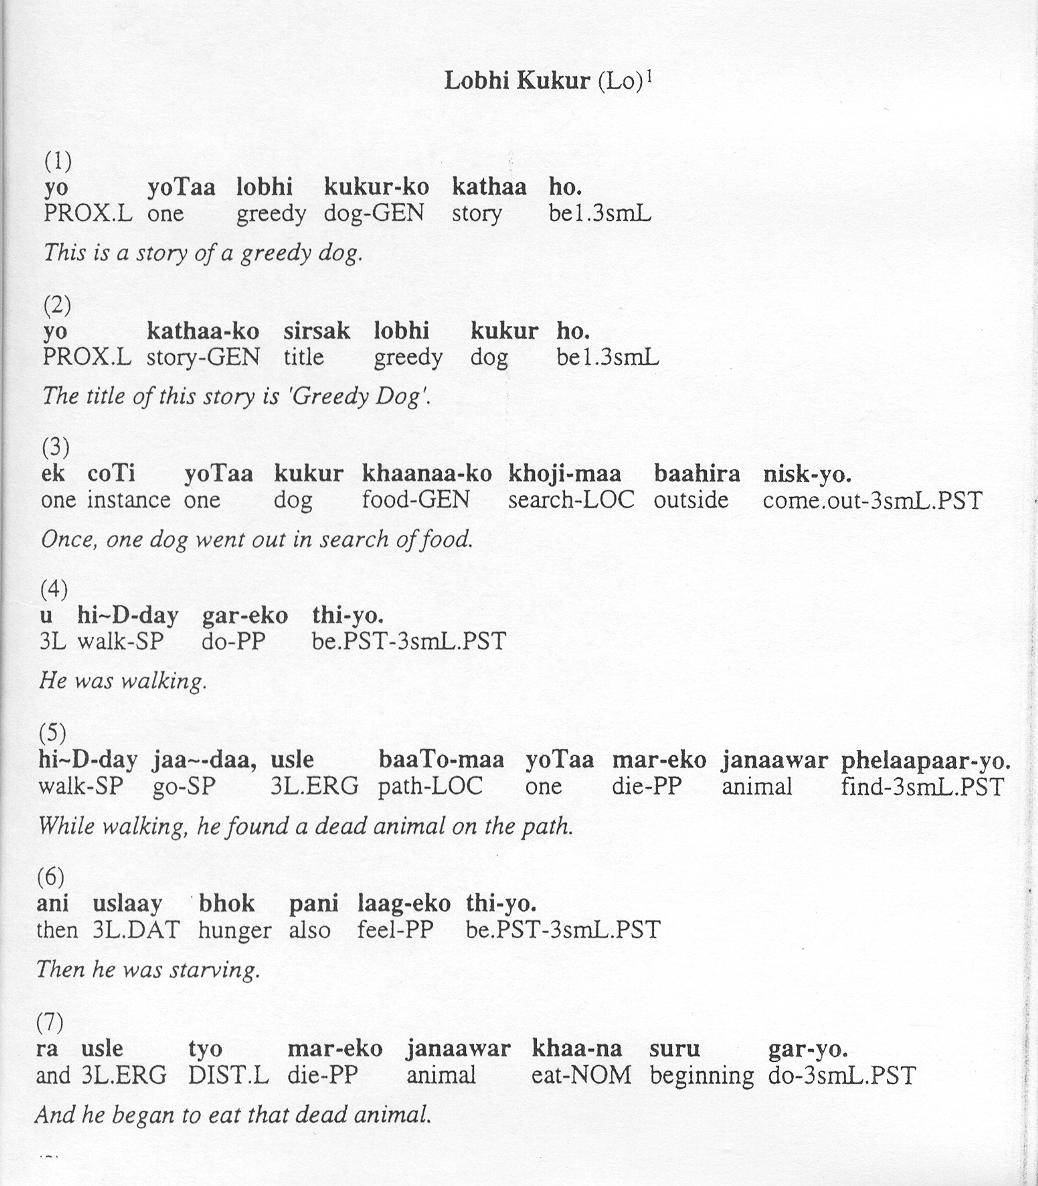 Lobhi Kukur (Lo)¹
(1)
yo yoTaa lobhi kukur-ko kathaa ho.
PROX.L one greedy dog-GEN story be1.3smL
This is a story of a greedy dog.
(2)
yo kathaa-ko sirsak lobhi kukur ho.
PROX.L story-GEN title greedy dog be1.3smL
The title of this story is 'Greedy Dog'.
(3)
ek coTi yoTaa kukur khaanaa-ko khoji-maa baahira nisk-yo.
one instance one dog food-GEN search-LOC outside come.out-3smL.PST
Once, one dog went out in search of food.
(4)
u hi~D-day gar-eko thi-yo.
3L walk-SP do-PP be.PST-3smL.PST
He was walking.
(5)
hi~D-day jaa~-daa, usle baaTo-maa yoTaa mar-eko janaawar phelaapaar-yo.
walk-SP go-SP 3L.ERG path-LOC one die-PP animal find-3smL.PST
While walking, he found a dead animal on the path.
(6)
ani uslaay bhok pani laag-eko thi-yo.
then 3L.DAT hunger also feel-PP be.PST-3smL.PST
Then he was starving.
(7)
ra usle tyo mar-eko janaawar khaa-na suru gar-yo.
and 3L.ERG DIST.L die-PP animal eat-NOM beginning do-3smL.PST
And he began to eat that dead animal.